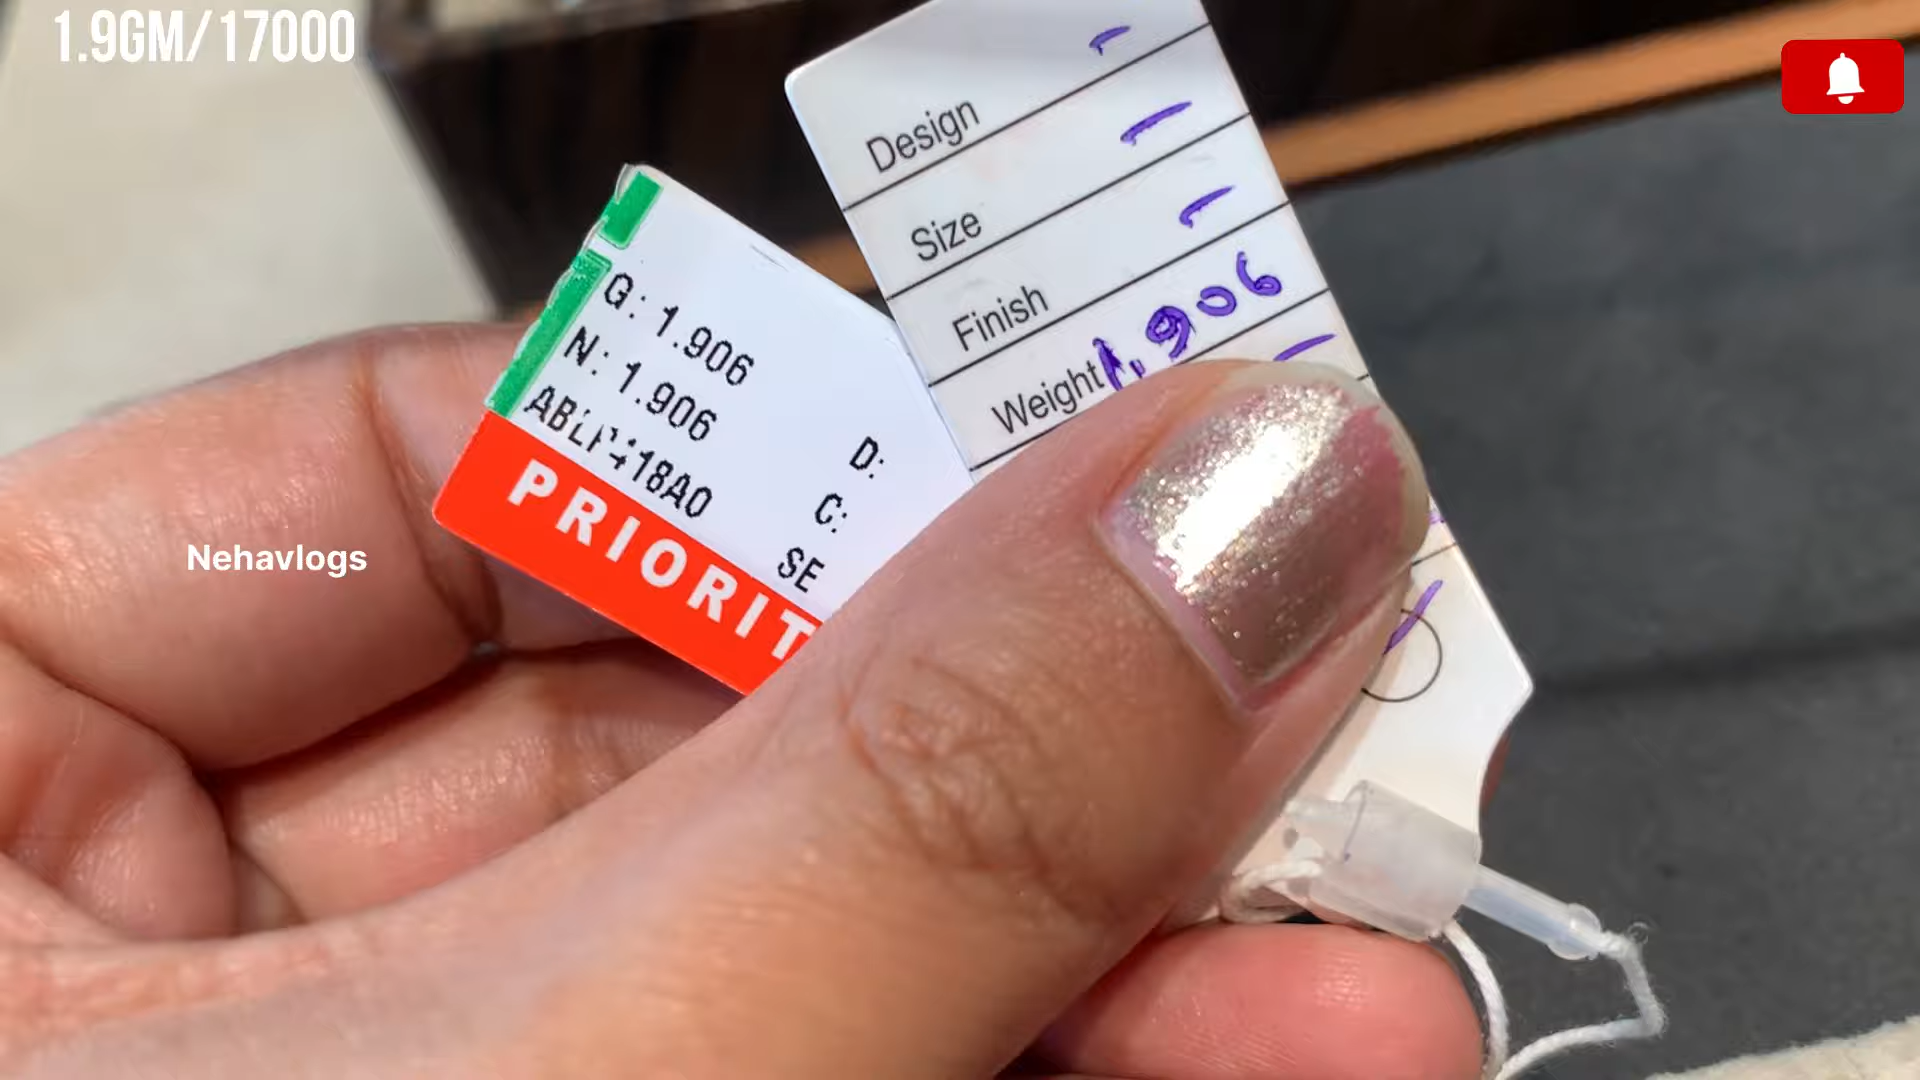 1.9GM/17000
Design -
Size -
Finish -
Weight 1.906
G: 1.906
N: 1.906
D:
C:
SE
PRIORIT
Nehavlogs